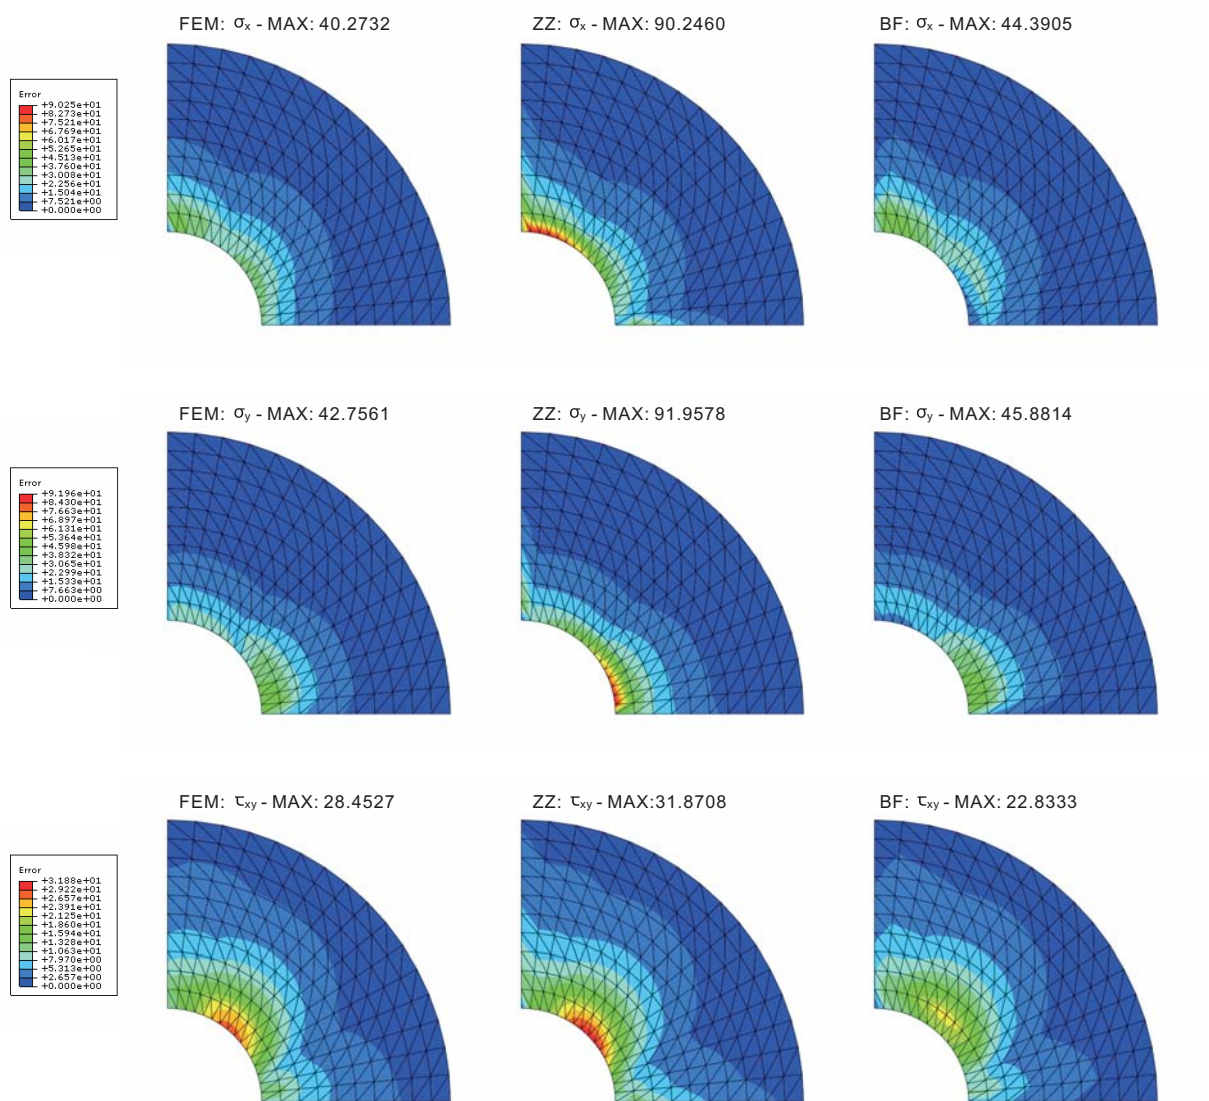 FEM: σx - MAX: 40.2732
ZZ: σx - MAX: 90.2460
BF: σx - MAX: 44.3905
Error
+9.025e+01
+8.273e+01
+7.521e+01
+6.769e+01
+6.017e+01
+5.265e+01
+4.513e+01
+3.760e+01
+3.008e+01
+2.256e+01
+1.504e+01
+7.521e+00
+0.000e+00
FEM: σy - MAX: 42.7561
ZZ: σy - MAX: 91.9578
BF: σy - MAX: 45.8814
Error
+9.196e+01
+8.430e+01
+7.663e+01
+6.897e+01
+6.131e+01
+5.364e+01
+4.598e+01
+3.832e+01
+3.065e+01
+2.299e+01
+1.533e+01
+7.663e+00
+0.000e+00
FEM: τxy - MAX: 28.4527
ZZ: τxy - MAX:31.8708
BF: τxy - MAX: 22.8333
Error
+3.188e+01
+2.922e+01
+2.657e+01
+2.391e+01
+2.125e+01
+1.860e+01
+1.594e+01
+1.328e+01
+1.063e+01
+7.970e+00
+5.313e+00
+2.657e+00
+0.000e+00